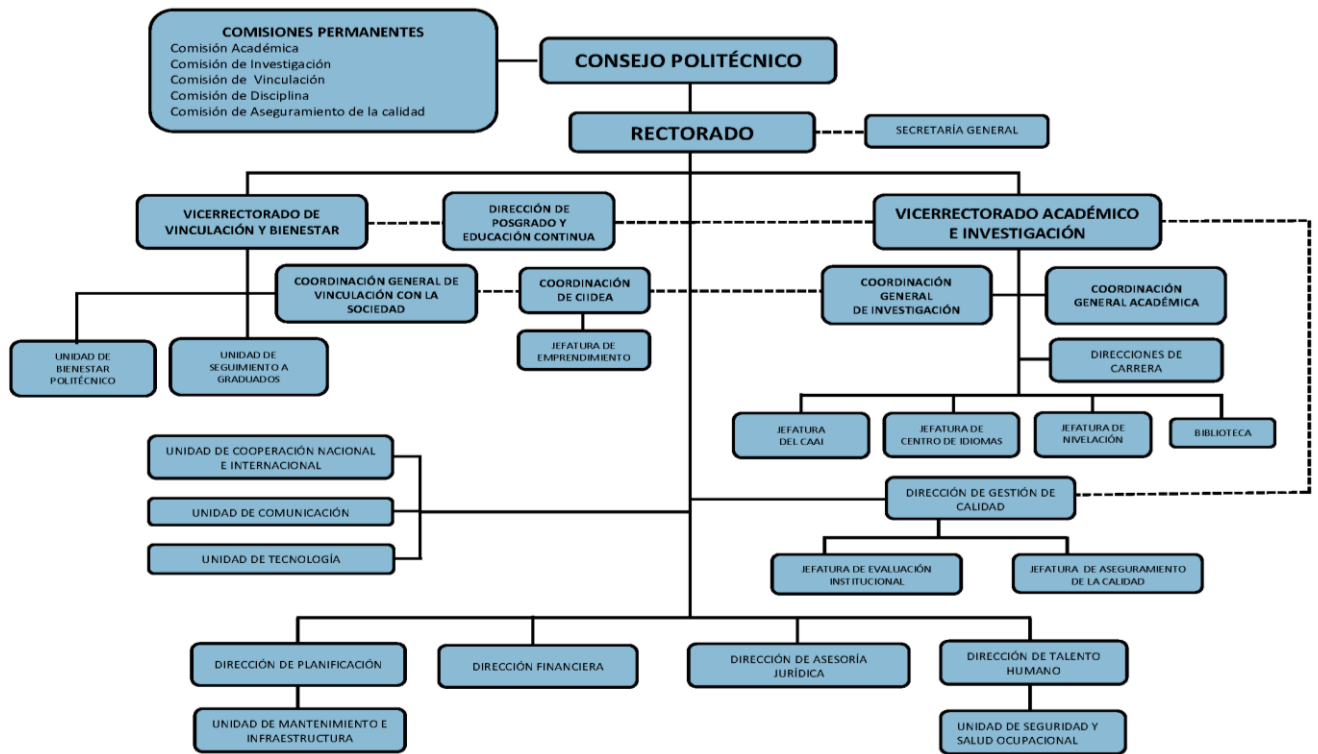 COMISIONES PERMANENTES
Comisión Académica
Comisión de Investigación
Comisión de Vinculación
Comisión de Disciplina
Comisión de Aseguramiento de la calidad
CONSEJO POLITÉCNICO
RECTORADO
SECRETARÍA GENERAL
VICERRECTORADO DE
VINCULACIÓN Y BIENESTAR
DIRECCIÓN DE
POSGRADO Y
EDUCACIÓN CONTINUA
VICERRECTORADO ACADÉMICO
E INVESTIGACIÓN
COORDINACIÓN GENERAL DE
VINCULACIÓN CON LA
SOCIEDAD
COORDINACIÓN
DE CIIDEA
COORDINACIÓN
GENERAL
DE INVESTIGACIÓN
COORDINACIÓN
GENERAL ACADÉMICA
UNIDAD DE
BIENESTAR
POLITÉCNICO
UNIDAD DE
SEGUIMIENTO A
GRADUADOS
JEFATURA DE
EMPRENDIMIENTO
DIRECCIONES DE
CARRERA
JEFATURA
DEL CAAI
JEFATURA DE
CENTRO DE IDIOMAS
JEFATURA DE
NIVELACIÓN
BIBLIOTECA
UNIDAD DE COOPERACIÓN NACIONAL
E INTERNACIONAL
UNIDAD DE COMUNICACIÓN
UNIDAD DE TECNOLOGÍA
DIRECCIÓN DE GESTIÓN DE
CALIDAD
JEFATURA DE EVALUACIÓN
INSTITUCIONAL
JEFATURA DE ASEGURAMIENTO
DE LA CALIDAD
DIRECCIÓN DE PLANIFICACIÓN
DIRECCIÓN FINANCIERA
DIRECCIÓN DE ASESORÍA
JURÍDICA
DIRECCIÓN DE TALENTO
HUMANO
UNIDAD DE MANTENIMIENTO E
INFRAESTRUCTURA
UNIDAD DE SEGURIDAD Y
SALUD OCUPACIONAL